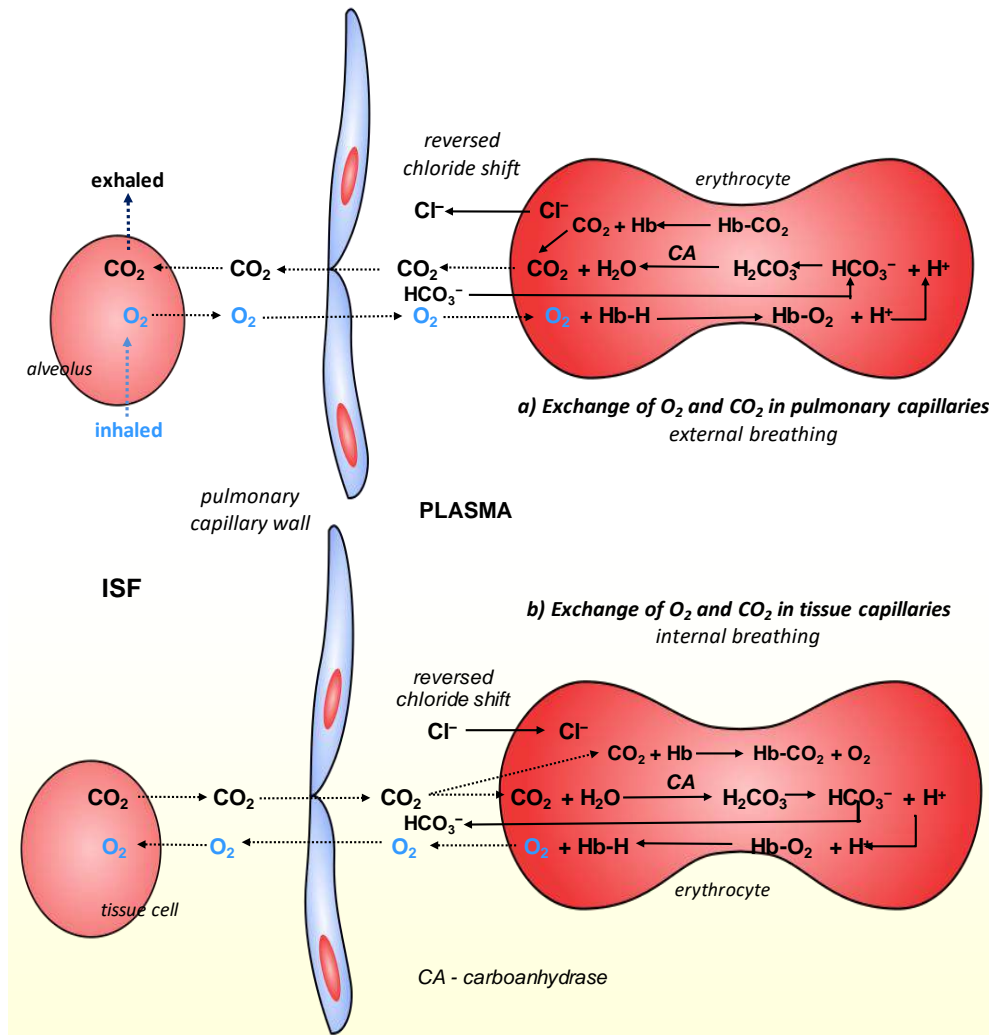 reversed
chloride shift
erythrocyte
exhaled
Cl⁻ Cl⁻
CO₂ + Hb Hb-CO₂
CO₂ CO₂ CO₂ CO₂ + H₂O CA H₂CO₃ HCO₃⁻ + H⁺
HCO₃⁻
O₂ O₂ O₂ O₂ + Hb-H Hb-O₂ + H⁺
alveolus
inhaled
a) Exchange of O₂ and CO₂ in pulmonary capillaries
external breathing
pulmonary
capillary wall
PLASMA
ISF
b) Exchange of O₂ and CO₂ in tissue capillaries
internal breathing
reversed
chloride shift
Cl⁻ Cl⁻
CO₂ + Hb Hb-CO₂ + O₂
CO₂ CO₂ CO₂ CO₂ + H₂O CA H₂CO₃ HCO₃⁻ + H⁺
HCO₃⁻
O₂ O₂ O₂ O₂ + Hb-H Hb-O₂ + H⁺
erythrocyte
tissue cell
CA - carboanhydrase